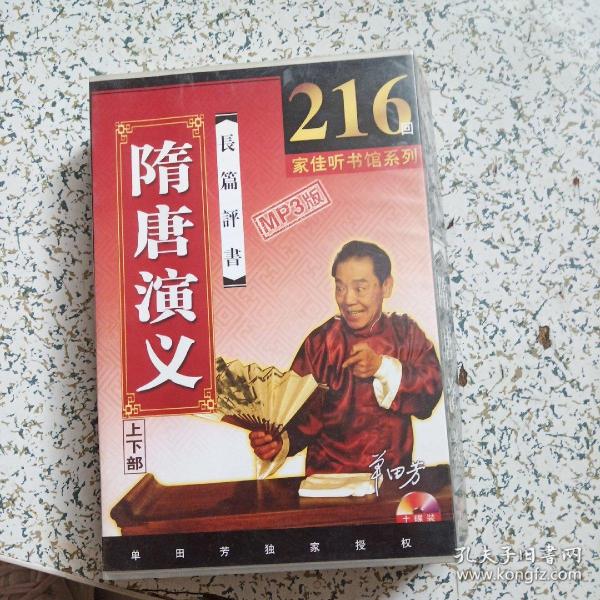 216回
家佳听书馆系列
長篇評書
MP3版
隋唐演义
上下部
单田芳
十碟装
单田芳独家授权
孔夫子旧書网
www.kongfz.com